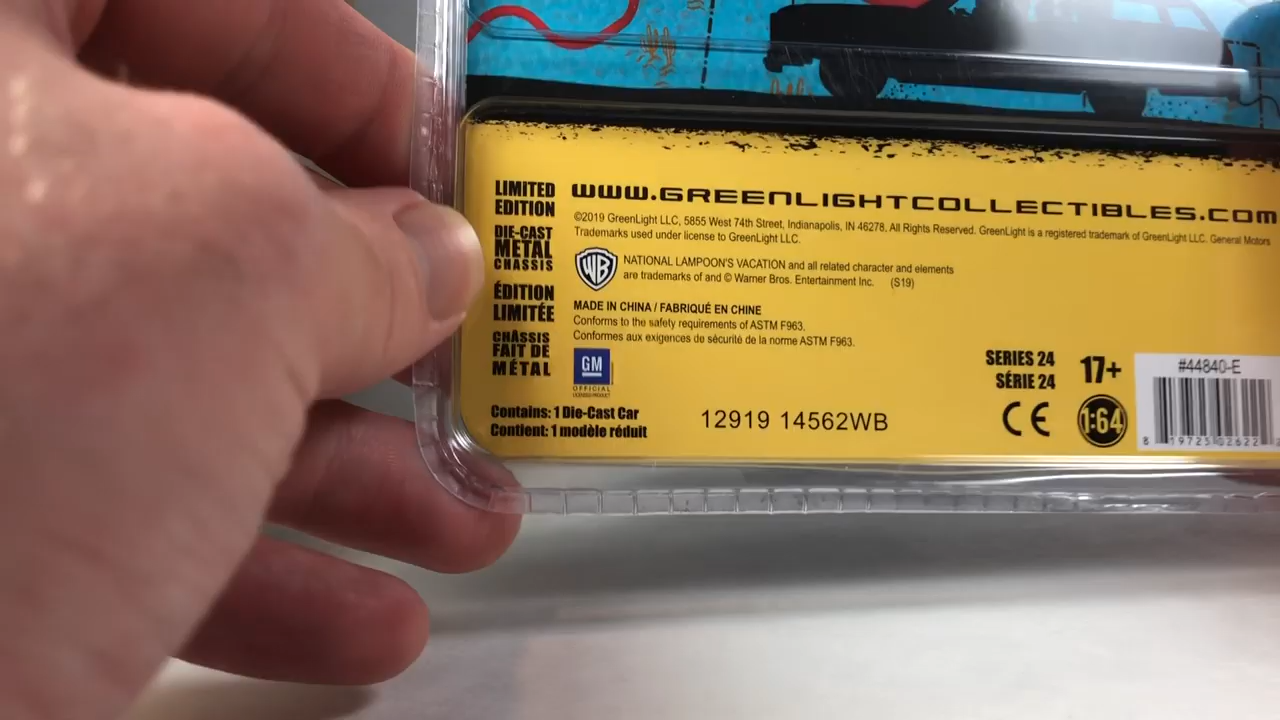 LIMITED
EDITION
DIE-CAST
METAL
CHASSIS
ÉDITION
LIMITÉE
CHÂSSIS
FAIT DE
MÉTAL
WWW.GREENLIGHTCOLLECTIBLES.COM
©2019 GreenLight LLC, 5855 West 74th Street, Indianapolis, IN 46278, All Rights Reserved. GreenLight is a registered trademark of GreenLight LLC. General Motors
Trademarks used under license to GreenLight LLC.
WB
NATIONAL LAMPOON'S VACATION and all related character and elements
are trademarks of and © Warner Bros. Entertainment Inc. (S19)
MADE IN CHINA / FABRIQUÉ EN CHINE
Conforms to the safety requirements of ASTM F963.
Conformes aux exigences de sécurité de la norme ASTM F963.
GM
OFFICIAL
LICENSED PRODUCT
Contains: 1 Die-Cast Car
Contient: 1 modèle réduit
12919 14562WB
SERIES 24
SÉRIE 24
CE
17+
1:64
#44840-E
8 19725 02622